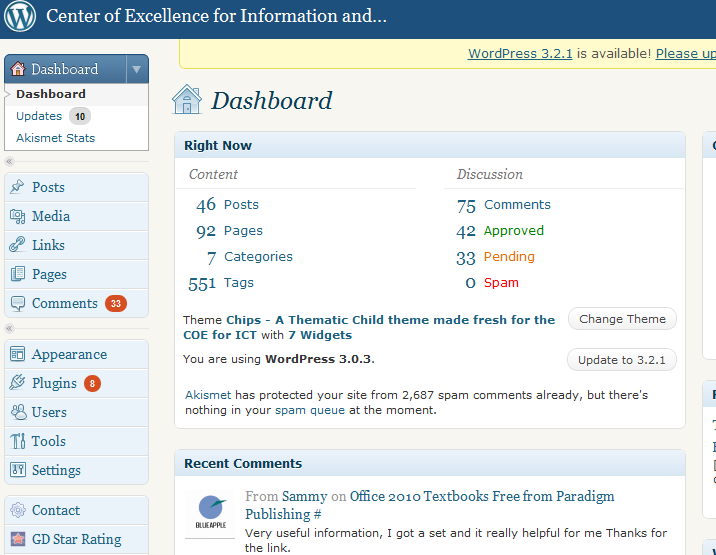 Center of Excellence for Information and...
WordPress 3.2.1 is available! Please up
Dashboard
Dashboard
Updates 10
Akismet Stats
Posts
Media
Links
Pages
Comments 33
Appearance
Plugins 8
Users
Tools
Settings
Contact
GD Star Rating
Dashboard
Right Now
Content
46 Posts
92 Pages
7 Categories
551 Tags
Discussion
75 Comments
42 Approved
33 Pending
0 Spam
Theme Chips - A Thematic Child theme made fresh for the
COE for ICT with 7 Widgets
Change Theme
You are using WordPress 3.0.3.
Update to 3.2.1
Akismet has protected your site from 2,687 spam comments already, but there's
nothing in your spam queue at the moment.
Recent Comments
BLUEAPPLE
From Sammy on Office 2010 Textbooks Free from Paradigm
Publishing #
Very useful information, I got a set and it really helpful for me Thanks for
the link.